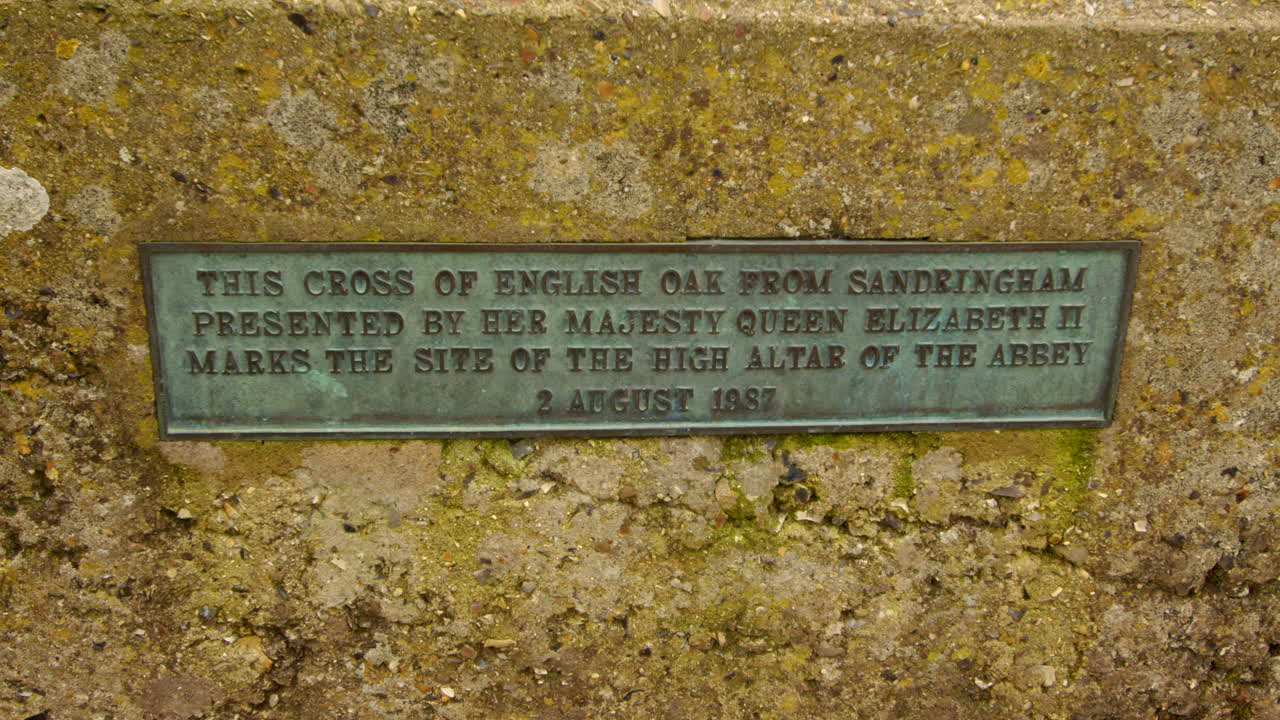 THIS CROSS OF ENGLISH OAK FROM SANDRINGHAM
PRESENTED BY HER MAJESTY QUEEN ELIZABETH II
MARKS THE SITE OF THE HIGH ALTAR OF THE ABBEY
2 AUGUST 1987